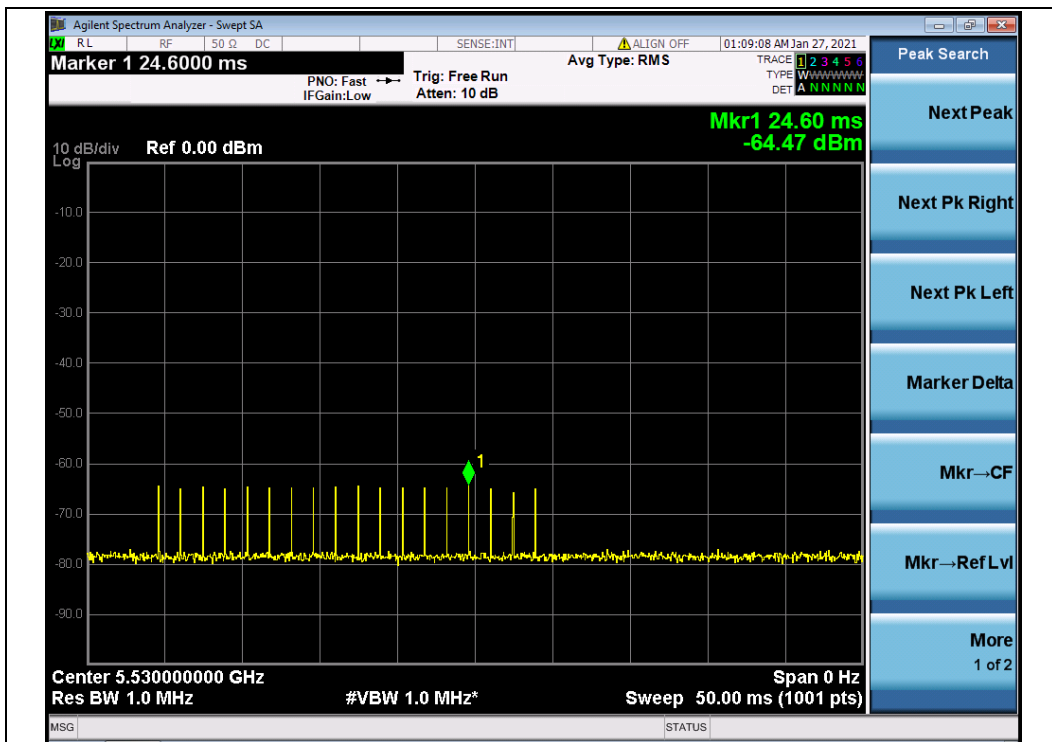 Agilent Spectrum Analyzer - Swept SA
LXI RL RF 50 Ω DC SENSE:INT ALIGN OFF 01:09:08 AM Jan 27, 2021
Marker 1 24.6000 ms
PNO: Fast
IFGain:Low
Trig: Free Run
Atten: 10 dB
Avg Type: RMS
TRACE 1 2 3 4 5 6
TYPE WWWWWWW
DET A N N N N N
Mkr1 24.60 ms
-64.47 dBm
10 dB/div Ref 0.00 dBm
Log
-10.0
-20.0
-30.0
-40.0
-50.0
-60.0
-70.0
-80.0
-90.0
1
Center 5.530000000 GHz Span 0 Hz
Res BW 1.0 MHz #VBW 1.0 MHz* Sweep 50.00 ms (1001 pts)
MSG STATUS
Peak Search
Next Peak
Next Pk Right
Next Pk Left
Marker Delta
Mkr→CF
Mkr→Ref Lvl
More
1 of 2